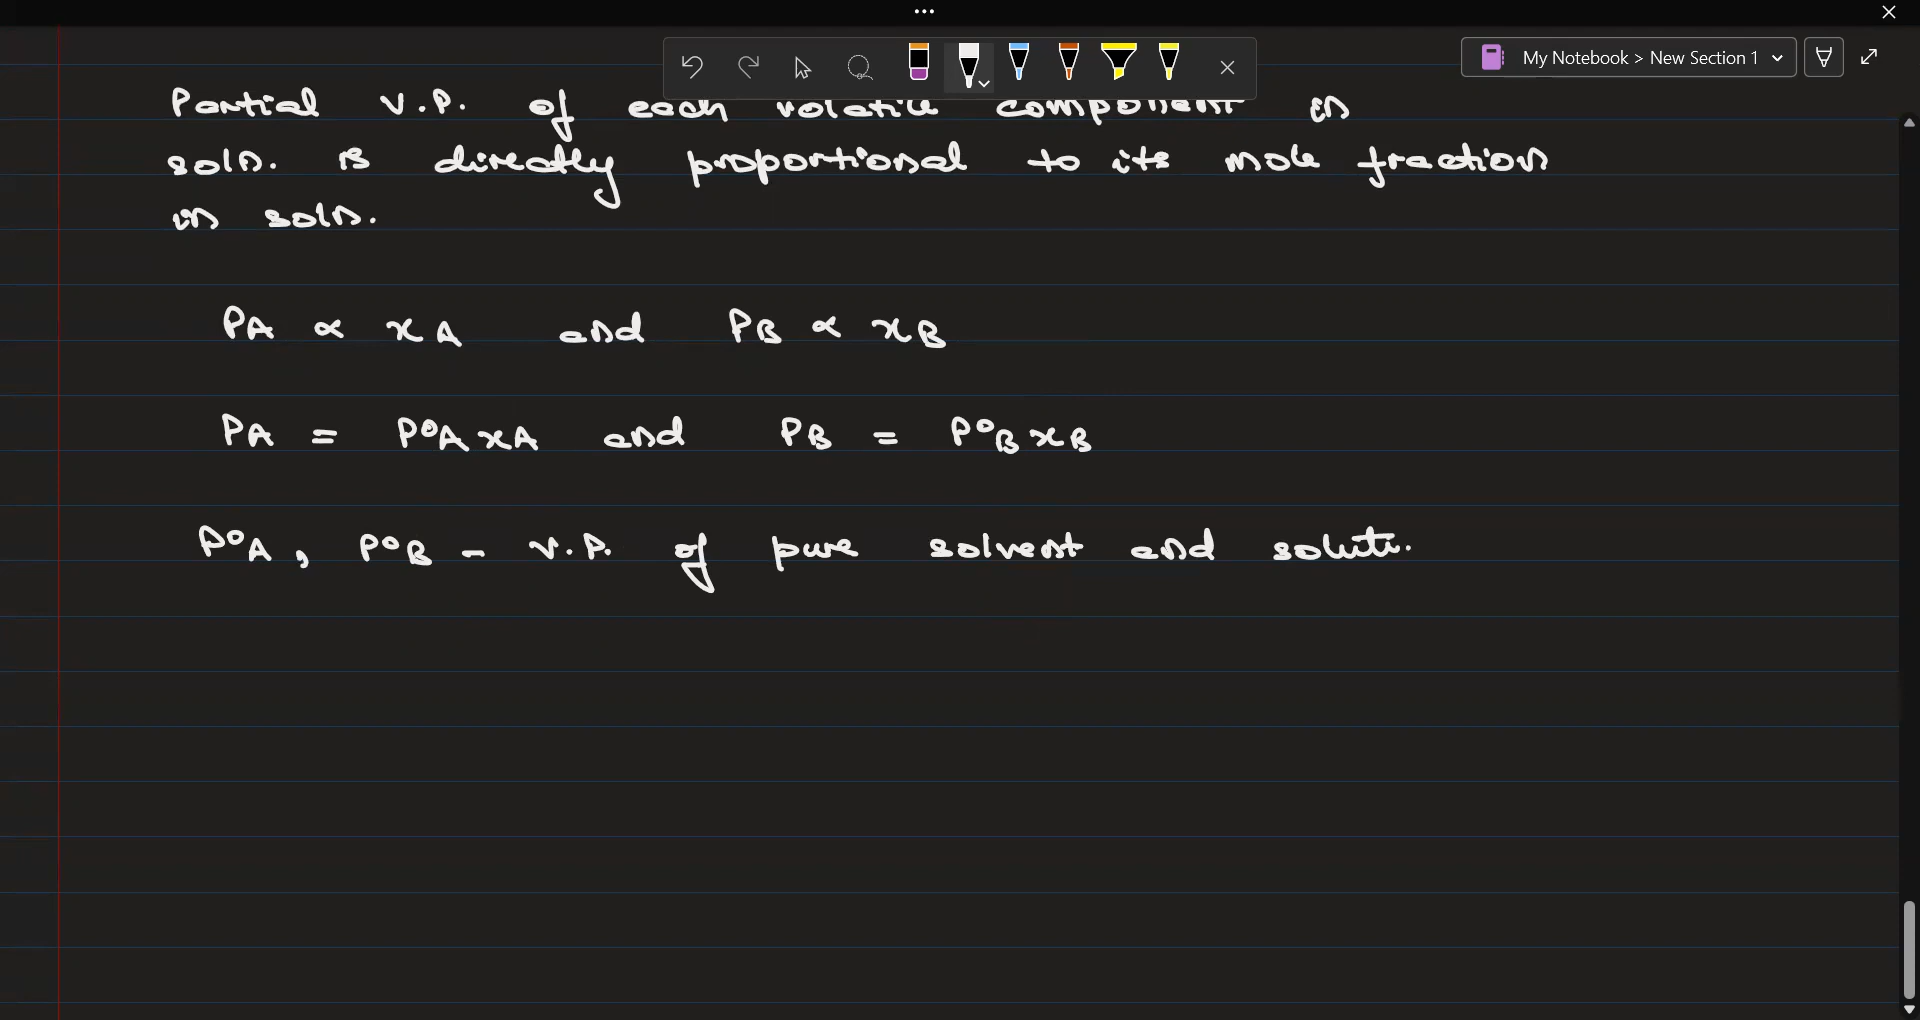 My Notebook > New Section 1
Partial V.P. of each volatile component in
soln. is directly proportional to its mole fraction
in soln.
PA ∝ xA and PB ∝ xB
PA = P°A xA and PB = P°B xB
P°A, P°B - V.P. of pure solvent and solute.